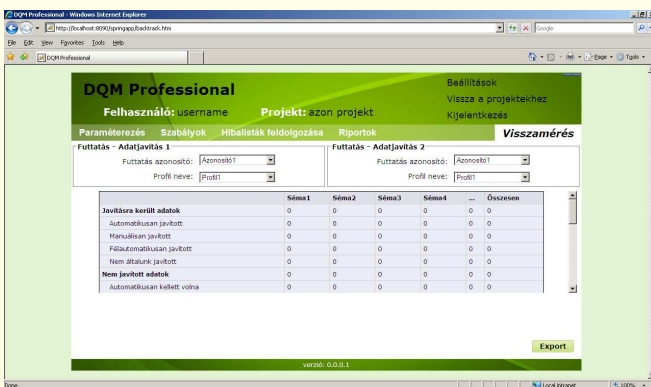 DQM Professional - Windows Internet Explorer
http://localhost:8090/springapp/backtrack.htm
Google
File Edit View Favorites Tools Help
DQM Professional
Page Tools
DQM Professional
Beállítások
Vissza a projektekhez
Kijelentkezés
Felhasználó: username Projekt: azon projekt
Paraméterezés Szabályok Hibalisták feldolgozása Riportok Visszamérés
Futtatás - Adatjavítás 1 Futtatás - Adatjavítás 2
Futtatás azonosító: Azonosító1 Futtatás azonosító: Azonosító1
Profil neve: Profil1 Profil neve: Profil1
Séma1 Séma2 Séma3 Séma4 ... Összesen
Javításra került adatok 0 0 0 0 0 0
Automatikusan javított 0 0 0 0 0 0
Manuálisan javított 0 0 0 0 0 0
Félautomatikusan javított 0 0 0 0 0 0
Nem általunk javított 0 0 0 0 0 0
Nem javított adatok 0 0 0 0 0 0
Automatikusan kellett volna 0 0 0 0 0 0
Export
verzió: 0.0.0.1
Done Local intranet 100%